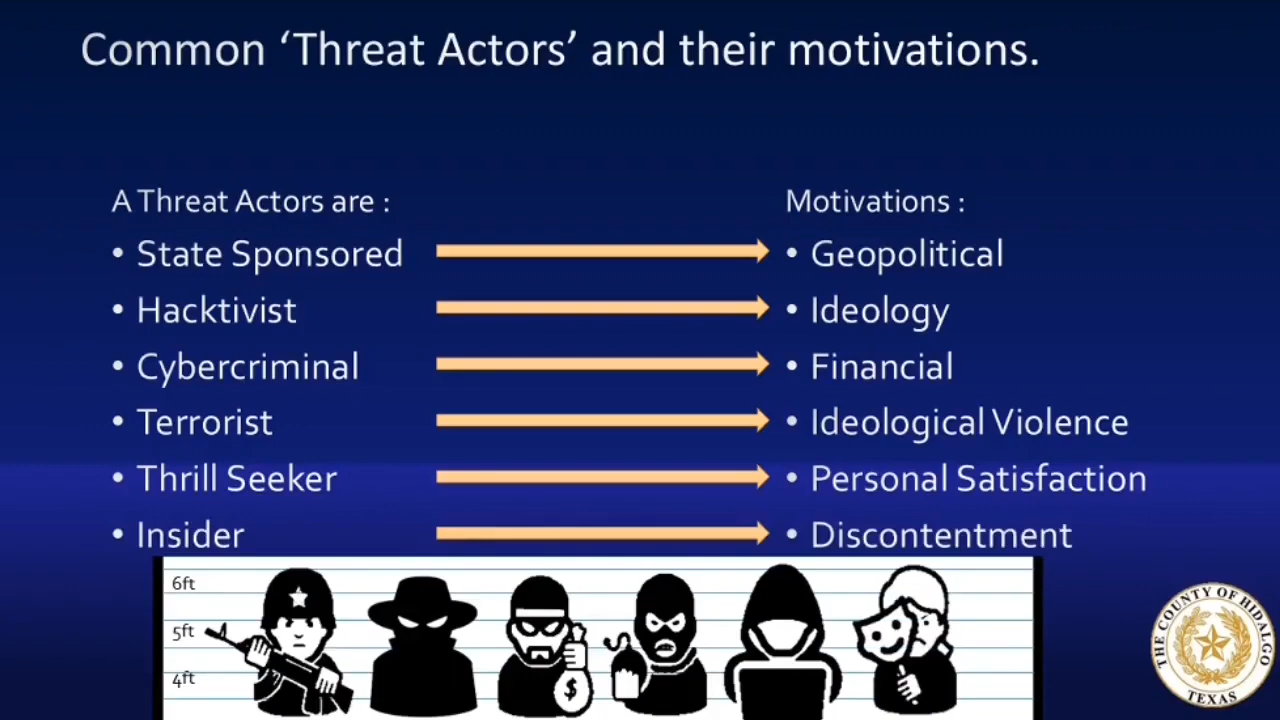 Common ‘Threat Actors’ and their motivations.
A Threat Actors are :
• State Sponsored
• Hacktivist
• Cybercriminal
• Terrorist
• Thrill Seeker
• Insider
Motivations :
• Geopolitical
• Ideology
• Financial
• Ideological Violence
• Personal Satisfaction
• Discontentment
6ft
5ft
4ft
$
THE COUNTY OF HIDALGO
TEXAS